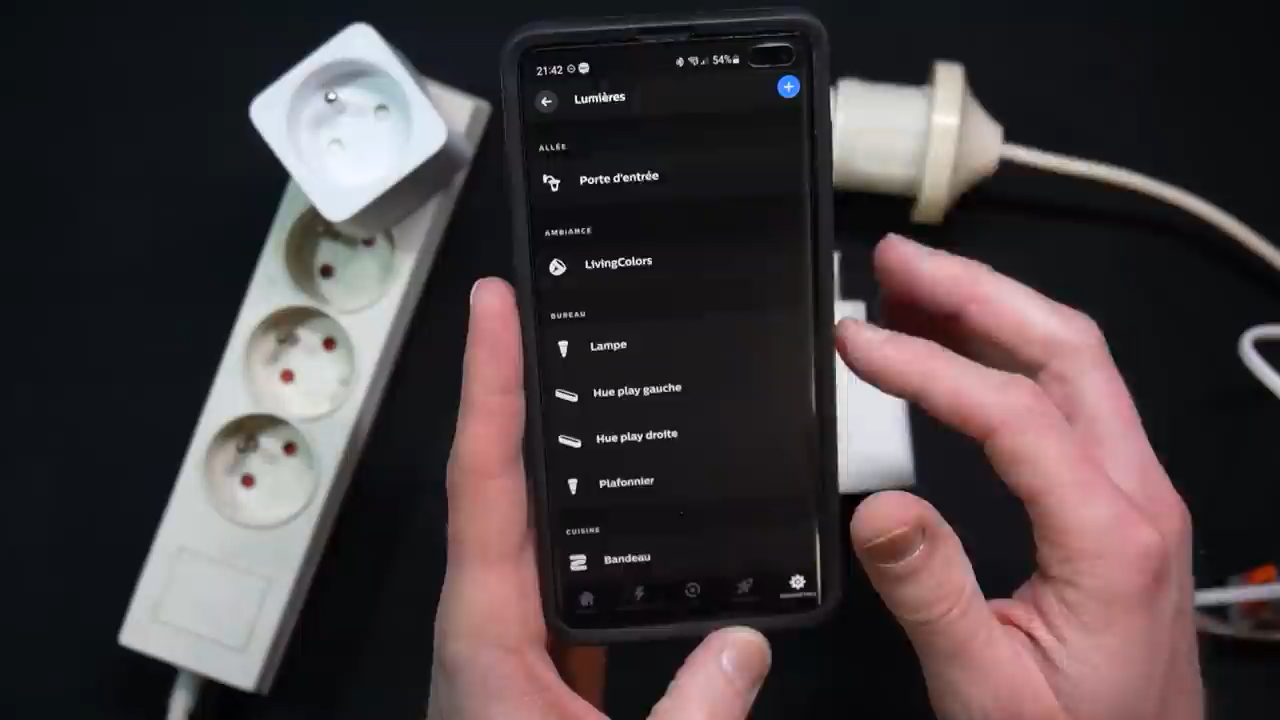 21:42
54%
Lumières
ALLÉE
Porte d'entrée
AMBIANCE
LivingColors
BUREAU
Lampe
Hue play gauche
Hue play droite
Plafonnier
CUISINE
Bandeau